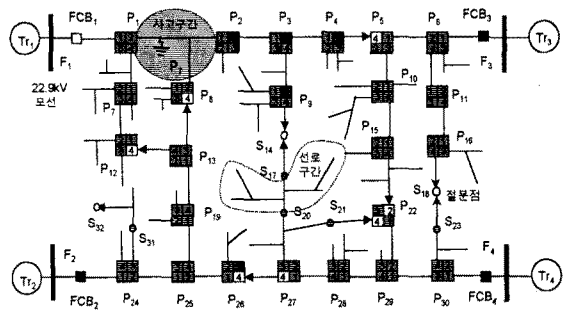 FCB1
P1
사고구간
P2
P3
P4
P5
P6
FCB3
Tr1
4
Tr3
F1
P7
F3
22.9kV
모선
P7
4
P8
P9
P10
P11
S14
P15
P16
선로
구간
P12
4
P13
S17
S18
절분점
S32
S31
P19
S20
S21
2
4
P22
S23
F2
F4
4
4
Tr2
FCB2
P24
P25
P26
P27
P28
P29
P30
FCB4
Tr4